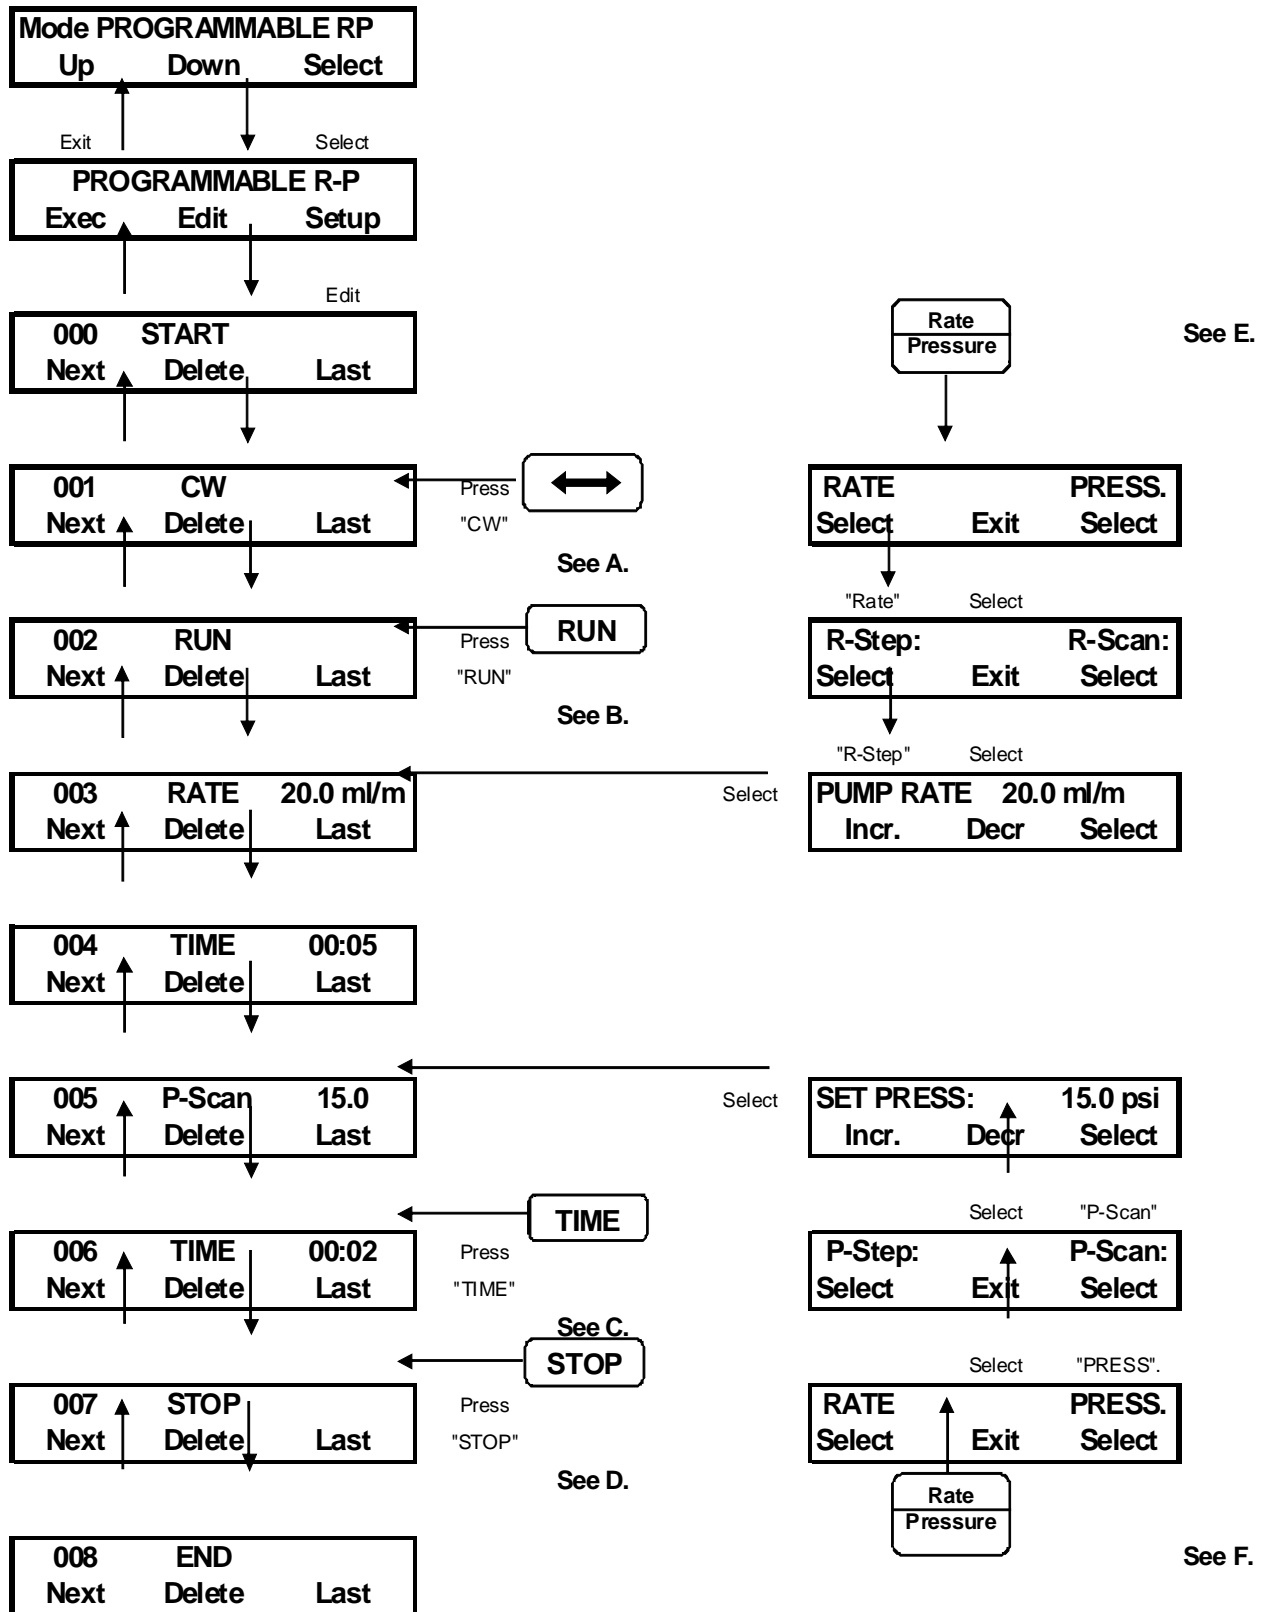 Mode PROGRAMMABLE RP
Up Down Select
Exit Select
PROGRAMMABLE R-P
Exec Edit Setup
Edit
000 START
Next Delete Last
Rate
Pressure
See E.
001 CW
Next Delete Last
Press
"CW"
See A.
RATE PRESS.
Select Exit Select
"Rate" Select
002 RUN
Next Delete Last
Press
"RUN"
RUN
See B.
R-Step: R-Scan:
Select Exit Select
"R-Step" Select
003 RATE 20.0 ml/m
Next Delete Last
Select
PUMP RATE 20.0 ml/m
Incr. Decr Select
004 TIME 00:05
Next Delete Last
005 P-Scan 15.0
Next Delete Last
Select
SET PRESS: 15.0 psi
Incr. Decr Select
Select "P-Scan"
006 TIME 00:02
Next Delete Last
Press
"TIME"
TIME
See C.
P-Step: P-Scan:
Select Exit Select
Select "PRESS".
007 STOP
Next Delete Last
Press
"STOP"
STOP
See D.
RATE PRESS.
Select Exit Select
Rate
Pressure
See F.
008 END
Next Delete Last